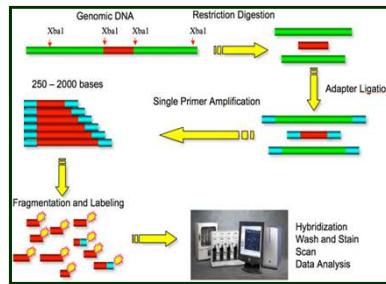 Genomic DNA
Restriction Digestion
Xba1 Xba1 Xba1 Xba1
Adapter Ligatio
250 – 2000 bases
Single Primer Amplification
Fragmentation and Labeling
Hybridization
Wash and Stain
Scan
Data Analysis